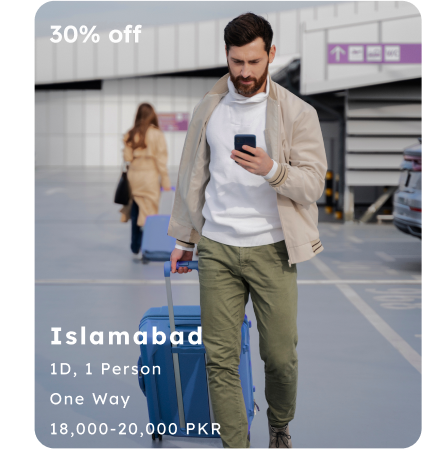 30% off
Islamabad
1D, 1 Person
One Way
18,000-20,000 PKR